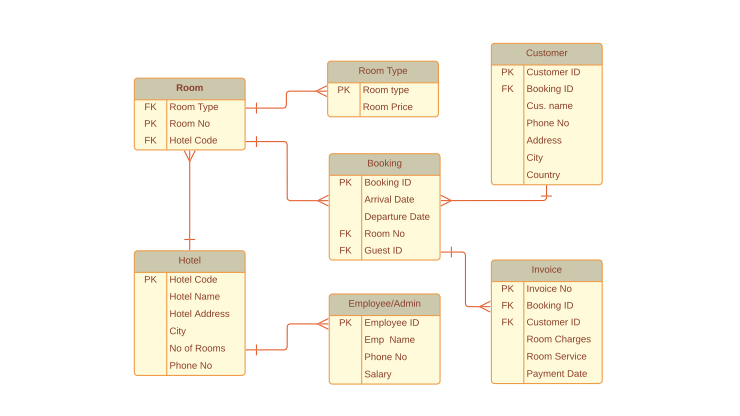 Room
FK Room Type
PK Room No
FK Hotel Code
Room Type
PK Room type
Room Price
Customer
PK Customer ID
FK Booking ID
Cus. name
Phone No
Address
City
Country
Booking
PK Booking ID
Arrival Date
Departure Date
FK Room No
FK Guest ID
Hotel
PK Hotel Code
Hotel Name
Hotel Address
City
No of Rooms
Phone No
Employee/Admin
PK Employee ID
Emp Name
Phone No
Salary
Invoice
PK Invoice No
FK Booking ID
FK Customer ID
Room Charges
Room Service
Payment Date